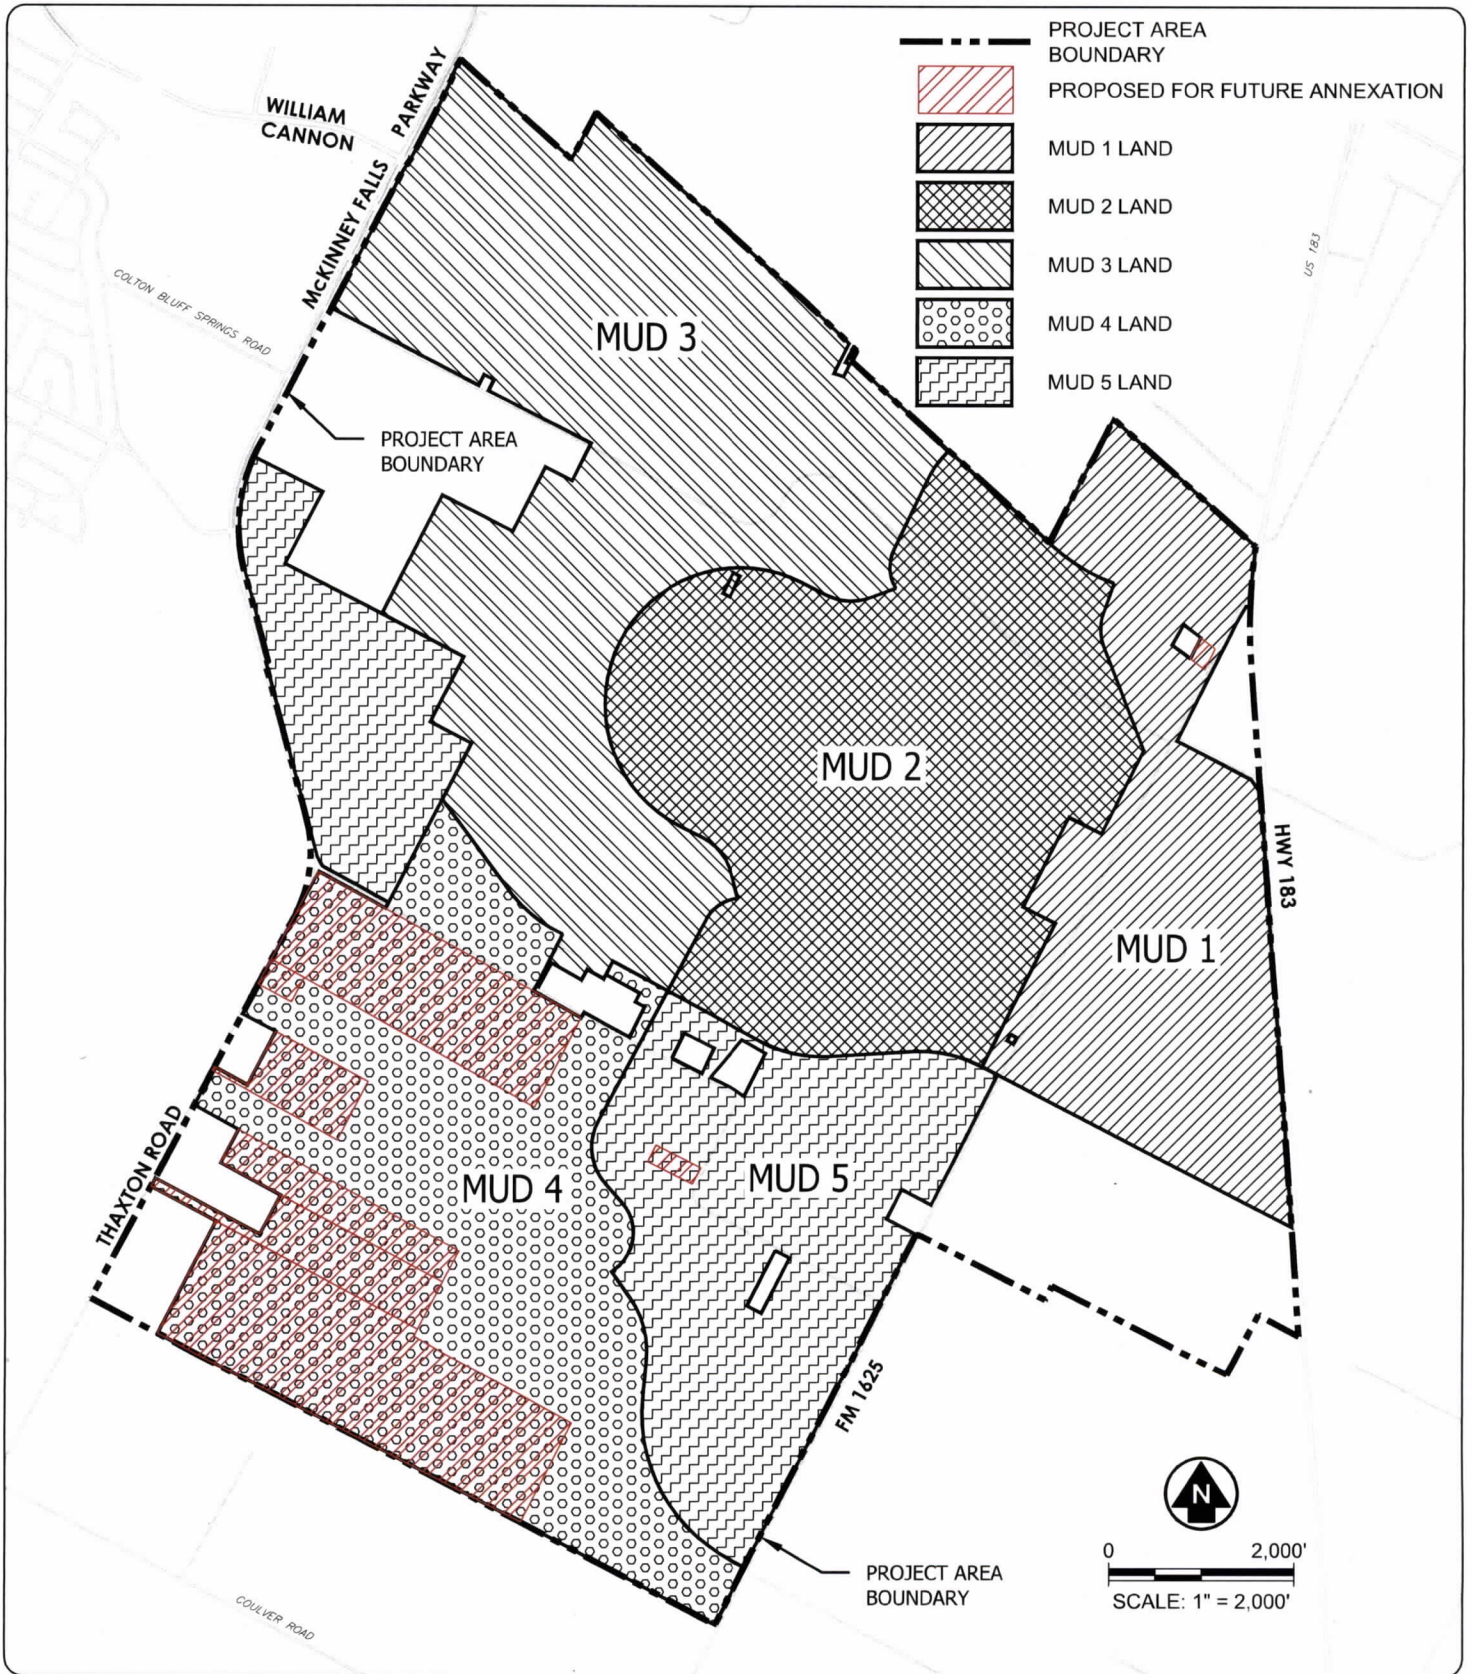 PROJECT AREA
BOUNDARY
PROPOSED FOR FUTURE ANNEXATION
MUD 1 LAND
MUD 2 LAND
MUD 3 LAND
MUD 4 LAND
MUD 5 LAND
WILLIAM
CANNON
McKINNEY FALLS PARKWAY
COLTON BLUFF SPRINGS ROAD
US 183
MUD 3
PROJECT AREA
BOUNDARY
MUD 2
HWY 183
MUD 1
THAXTON ROAD
MUD 4
MUD 5
FM 1625
PROJECT AREA
BOUNDARY
COULVER ROAD
N
0 2,000'
SCALE: 1" = 2,000'